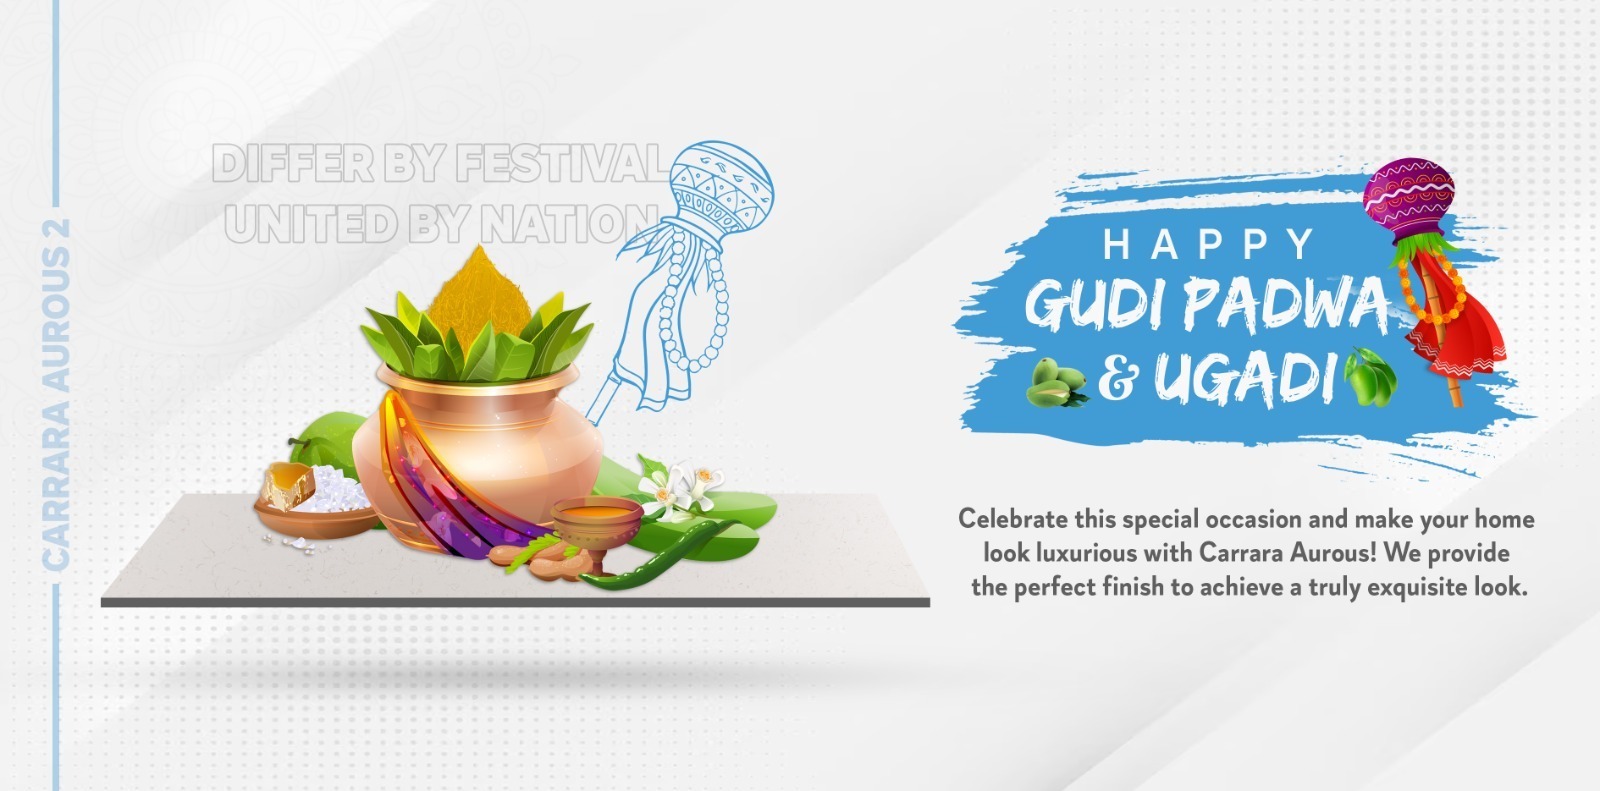 CARRARA AUROUS 2
DIFFER BY FESTIVAL
UNITED BY NATION
HAPPY
GUDI PADWA
& UGADI
Celebrate this special occasion and make your home
look luxurious with Carrara Aurous! We provide
the perfect finish to achieve a truly exquisite look.